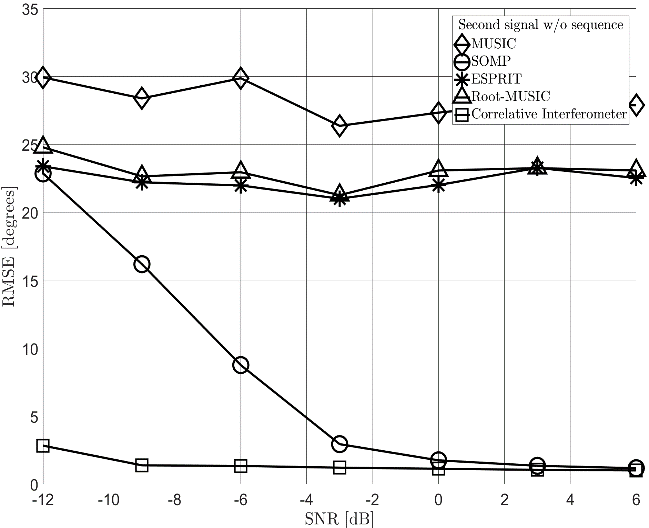 Second signal w/o sequence
MUSIC
SOMP
ESPRIT
Root-MUSIC
Correlative Interferometer
35
30
25
20
15
10
5
0
RMSE [degrees]
-12 -10 -8 -6 -4 -2 0 2 4 6
SNR [dB]